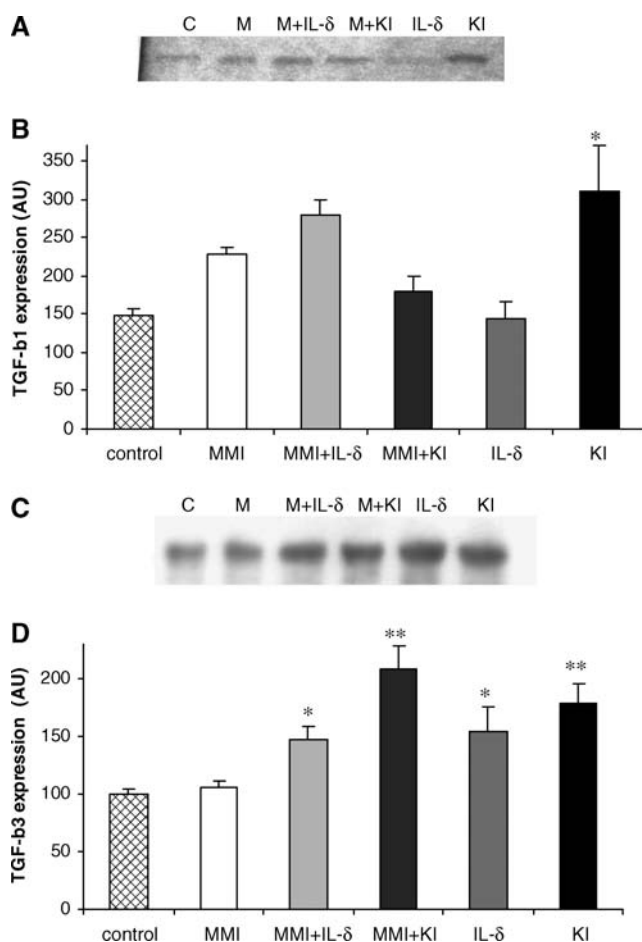 A
C M M+IL-δ M+KI IL-δ KI
B
TGF-b1 expression (AU)
350
300
250
200
150
100
50
0
*
control MMI MMI+IL-δ MMI+KI IL-δ KI
C
C M M+IL-δ M+KI IL-δ KI
D
TGF-b3 expression (AU)
200
150
100
50
0
* ** * **
control MMI MMI+IL-δ MMI+KI IL-δ KI